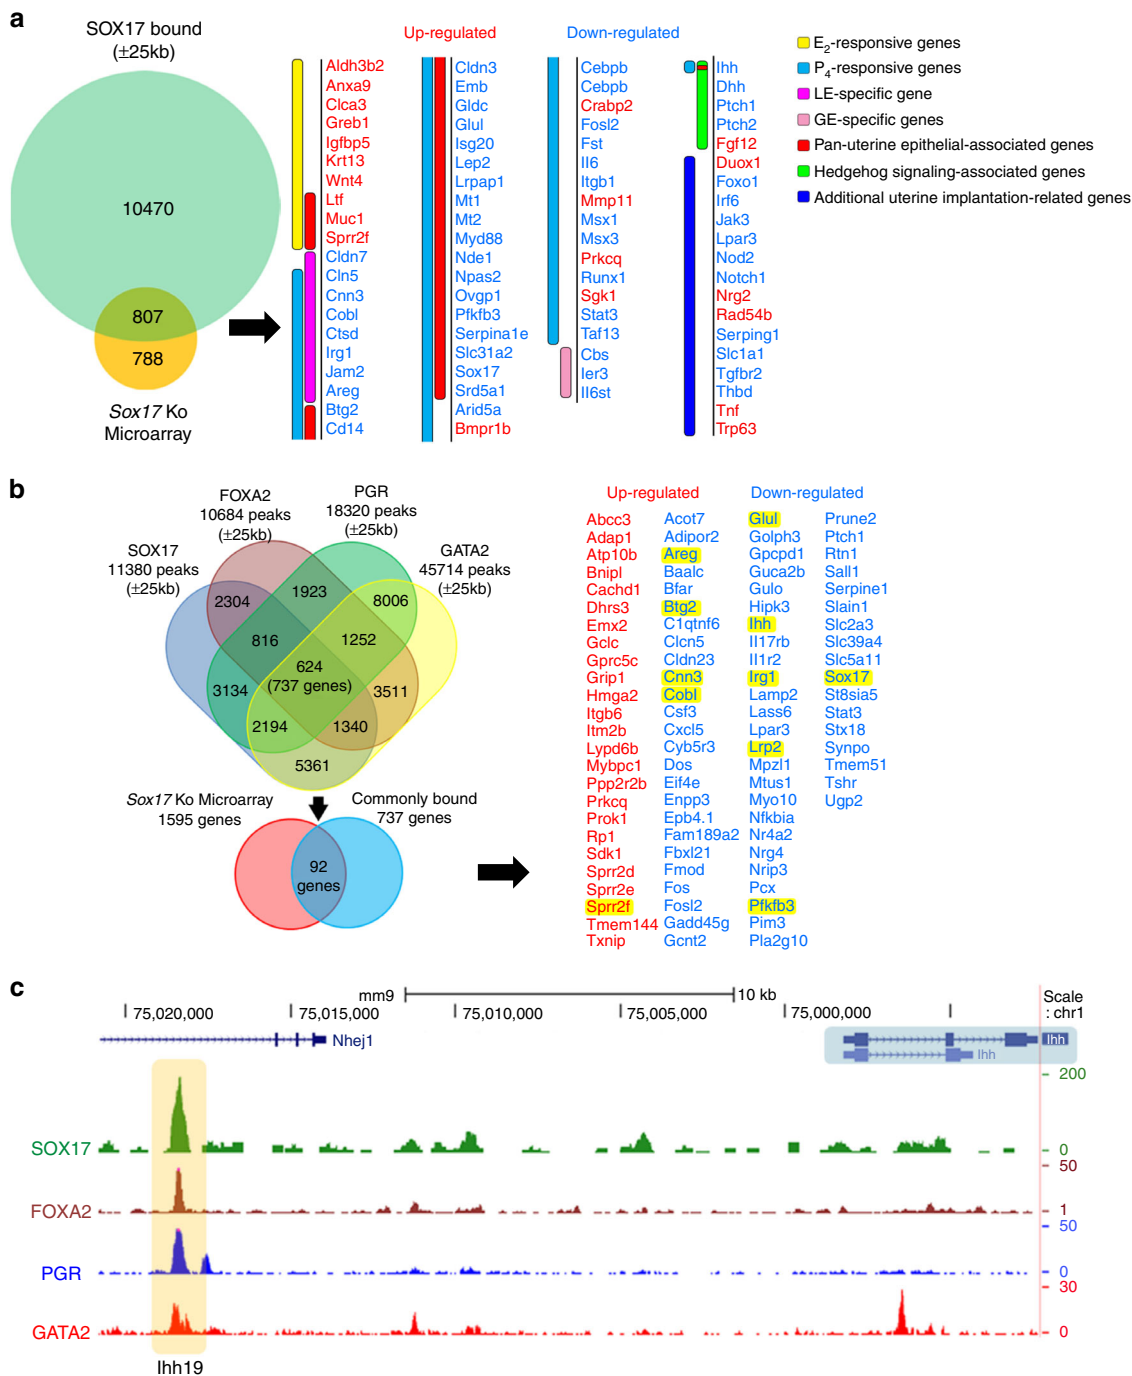 a
SOX17 bound
(±25kb)
10470
807
788
Sox17 Ko
Microarray
Up-regulated
Down-regulated
Aldh3b2
Anxa9
Clca3
Greb1
Igfbp5
Krt13
Wnt4
Ltf
Muc1
Sprr2f
Cldn7
Cln5
Cnn3
Cobl
Ctsd
Irg1
Jam2
Areg
Btg2
Cd14
Cldn3
Emb
Gldc
Glul
Isg20
Lep2
Lrpap1
Mt1
Mt2
Myd88
Nde1
Npas2
Ovgp1
Pfkfb3
Serpina1e
Slc31a2
Sox17
Srd5a1
Arid5a
Bmpr1b
Cebpb
Cebpb
Crabp2
Fosl2
Fst
Il6
Itgb1
Mmp11
Msx1
Msx3
Prkcq
Runx1
Sgk1
Stat3
Taf13
Cbs
Ier3
Il6st
Ihh
Dhh
Ptch1
Ptch2
Fgf12
Duox1
Foxo1
Irf6
Jak3
Lpar3
Nod2
Notch1
Nrg2
Rad54b
Serping1
Slc1a1
Tgfbr2
Thbd
Tnf
Trp63
E2-responsive genes
P4-responsive genes
LE-specific gene
GE-specific genes
Pan-uterine epithelial-associated genes
Hedgehog signaling-associated genes
Additional uterine implantation-related genes
b
SOX17
11380 peaks
(±25kb)
FOXA2
10684 peaks
(±25kb)
PGR
18320 peaks
(±25kb)
GATA2
45714 peaks
(±25kb)
2304
1923
8006
816
1252
624
(737 genes)
3134
3511
2194
1340
5361
Sox17 Ko Microarray
1595 genes
Commonly bound
737 genes
92
genes
Up-regulated
Down-regulated
Abcc3
Adap1
Atp10b
Bnipl
Cachd1
Dhrs3
Emx2
Gclc
Gprc5c
Grip1
Hmga2
Itgb6
Itm2b
Lypd6b
Mybpc1
Ppp2r2b
Prkcq
Prok1
Rp1
Sdk1
Sprr2d
Sprr2e
Sprr2f
Tmem144
Txnip
Acot7
Adipor2
Areg
Baalc
Bfar
Btg2
C1qtnf6
Clcn5
Cldn23
Cnn3
Cobl
Csf3
Cxcl5
Cyb5r3
Dos
Eif4e
Enpp3
Epb4.1
Fam189a2
Fbxl21
Fmod
Fos
Fosl2
Gadd45g
Gcnt2
Glul
Golph3
Gpcpd1
Guca2b
Gulo
Hipk3
Ihh
Il17rb
Il1r2
Irg1
Lamp2
Lass6
Lpar3
Lrp2
Mpzl1
Mtus1
Myo10
Nfkbia
Nr4a2
Nrg4
Nrip3
Pcx
Pfkfb3
Pim3
Pla2g10
Prune2
Ptch1
Rtn1
Sall1
Serpine1
Slain1
Slc2a3
Slc39a4
Slc5a11
Sox17
St8sia5
Stat3
Stx18
Synpo
Tmem51
Tshr
Ugp2
c
mm9
10 kb
Scale
: chr1
75,020,000
75,015,000
75,010,000
75,005,000
75,000,000
Nhej1
Ihh
Ihh
200
SOX17
0
50
FOXA2
1
50
PGR
0
30
GATA2
0
Ihh19